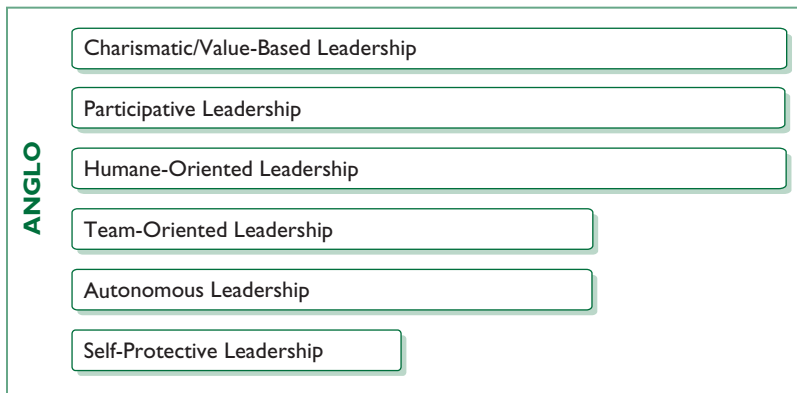 ANGLO
Charismatic/Value-Based Leadership
Participative Leadership
Humane-Oriented Leadership
Team-Oriented Leadership
Autonomous Leadership
Self-Protective Leadership